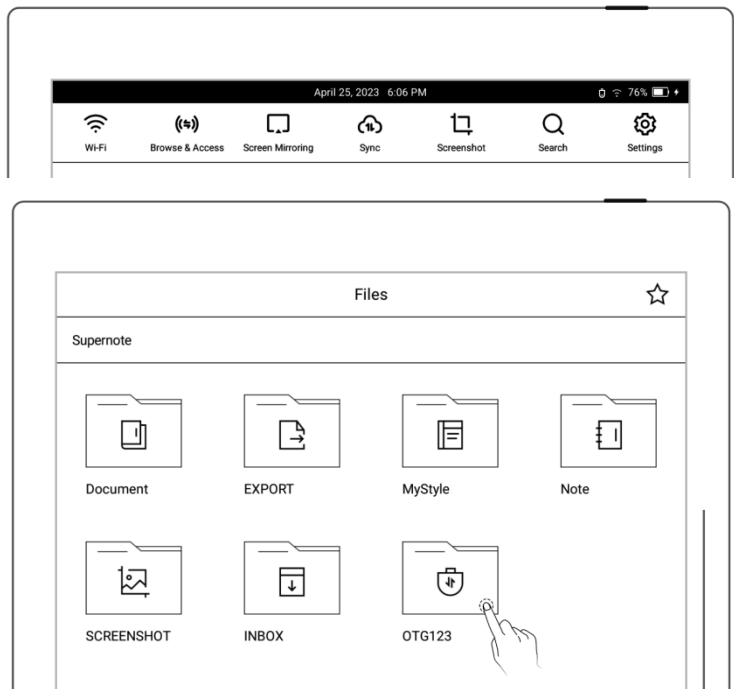 April 25, 2023 6:06 PM 76%
Wi-Fi Browse & Access Screen Mirroring Sync Screenshot Search Settings
Files
Supernote
Document EXPORT MyStyle Note
SCREENSHOT INBOX OTG123